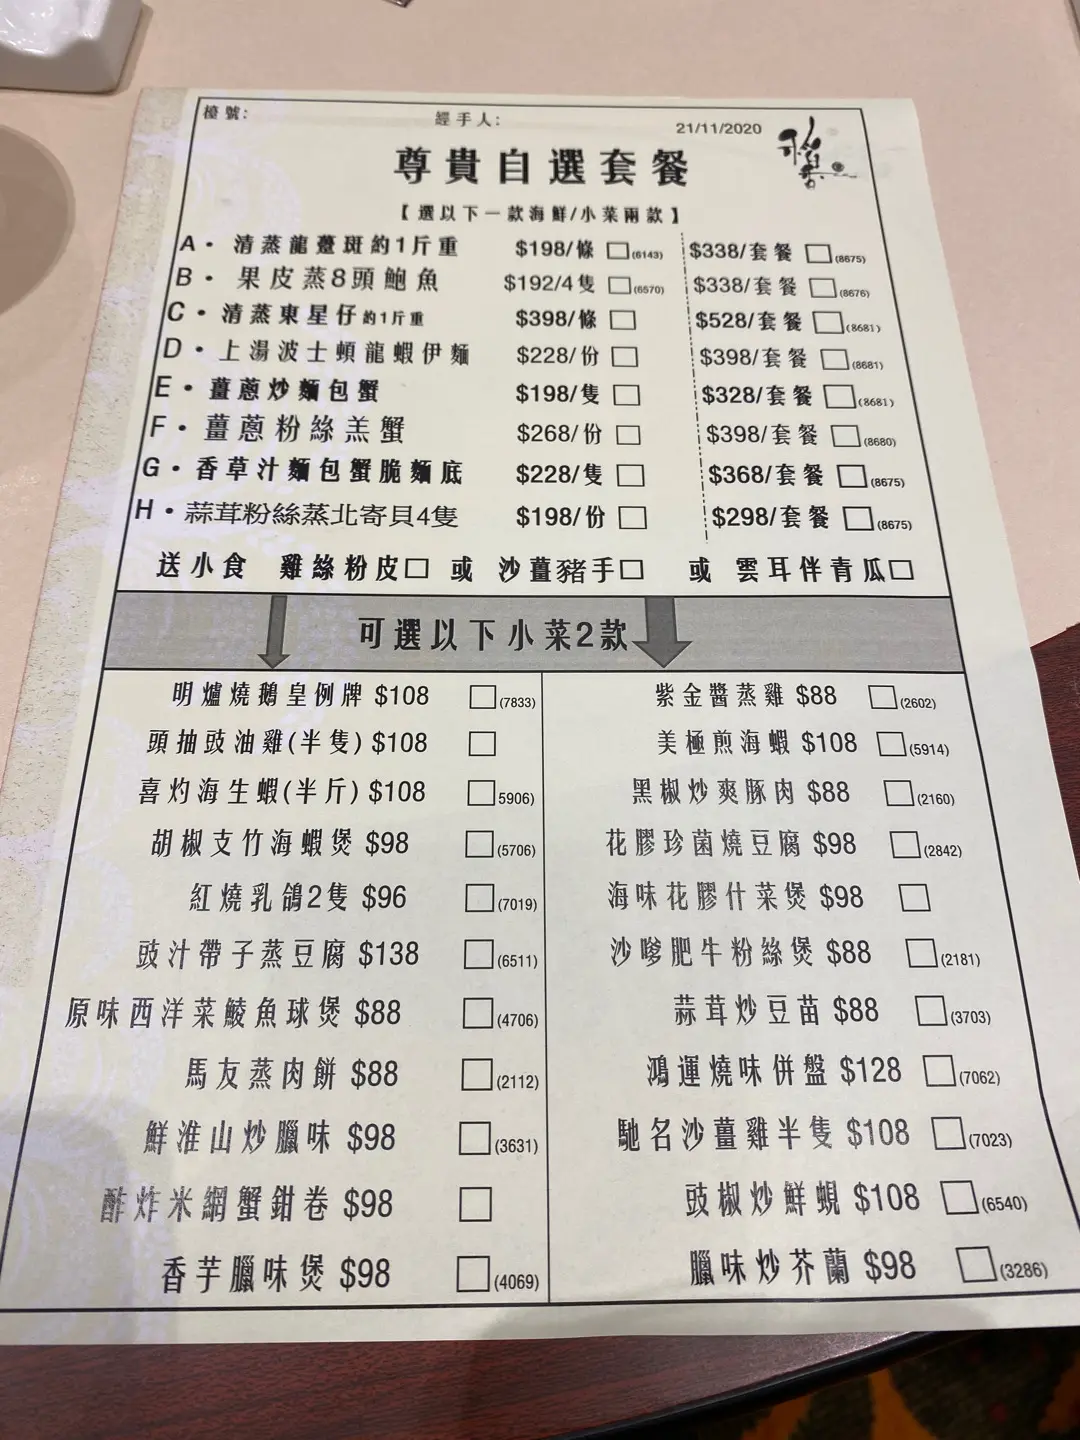 檯號:
經手人:
21/11/2020
尊貴自選套餐
【選以下一款海鮮/小菜兩款】
A・ 清蒸龍躉斑約1斤重 $198/條 □(6143) $338/套餐 □(8675)
B・ 果皮蒸8頭鮑魚 $192/4隻 □(6570) $338/套餐 □(8676)
C・ 清蒸東星仔約1斤重 $398/條 □ $528/套餐 □(8681)
D・ 上湯波士頓龍蝦伊麵 $228/份 □ $398/套餐 □(8681)
E・ 薑蔥炒麵包蟹 $198/隻 □ $328/套餐 □(8681)
F・ 薑蔥粉絲羔蟹 $268/份 □ $398/套餐 □(8680)
G・ 香草汁麵包蟹脆麵底 $228/隻 □ $368/套餐 □(8675)
H・ 蒜茸粉絲蒸北寄貝4隻 $198/份 □ $298/套餐 □(8675)
送小食 雞絲粉皮□ 或 沙薑豬手□ 或 雲耳伴青瓜□
可選以下小菜2款
明爐燒鵝皇例牌 $108 □(7833)
頭抽豉油雞(半隻) $108 □
喜灼海生蝦(半斤) $108 □5906)
胡椒支竹海蝦煲 $98 □(5706)
紅燒乳鴿2隻 $96 □(7019)
豉汁帶子蒸豆腐 $138 □(6511)
原味西洋菜鯪魚球煲 $88 □(4706)
馬友蒸肉餅 $88 □(2112)
鮮淮山炒臘味 $98 □(3631)
酥炸米網蟹鉗卷 $98 □
香芋臘味煲 $98 □(4069)
紫金醬蒸雞 $88 □(2602)
美極煎海蝦 $108 □(5914)
黑椒炒爽豚肉 $88 □(2160)
花膠珍菌燒豆腐 $98 □(2842)
海味花膠什菜煲 $98 □
沙嗲肥牛粉絲煲 $88 □(2181)
蒜茸炒豆苗 $88 □(3703)
鴻運燒味併盤 $128 □(7062)
馳名沙薑雞半隻 $108 □(7023)
豉椒炒鮮蜆 $108 □(6540)
臘味炒芥蘭 $98 □(3286)